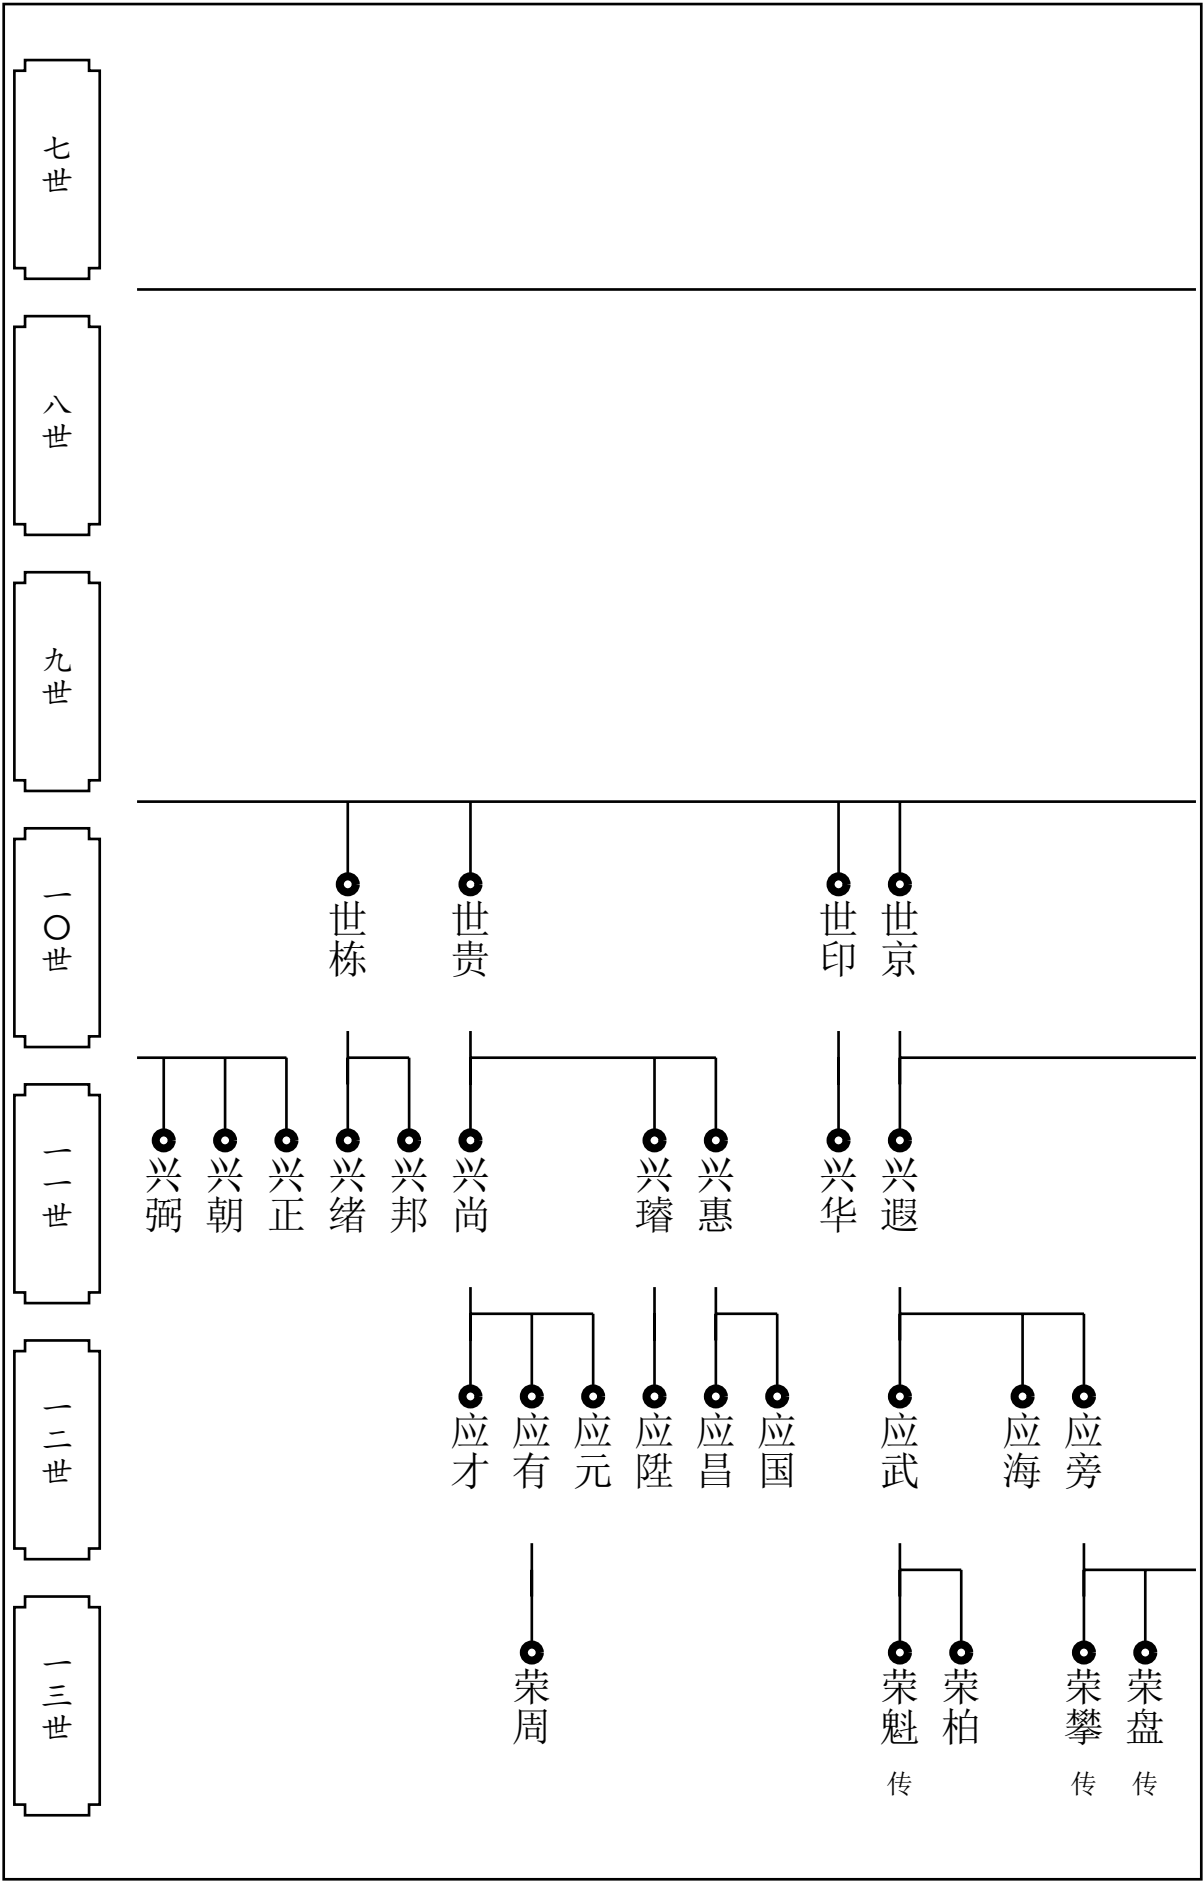 七世
八世
九世
一〇世
世栋
世贵
世印
世京
一一世
兴弼
兴朝
兴正
兴绪
兴邦
兴尚
兴璿
兴惠
兴华
兴遐
一二世
应才
应有
应元
应陞
应昌
应国
应武
应海
应旁
一三世
荣周
荣魁
传
荣柏
荣攀
传
荣盘
传